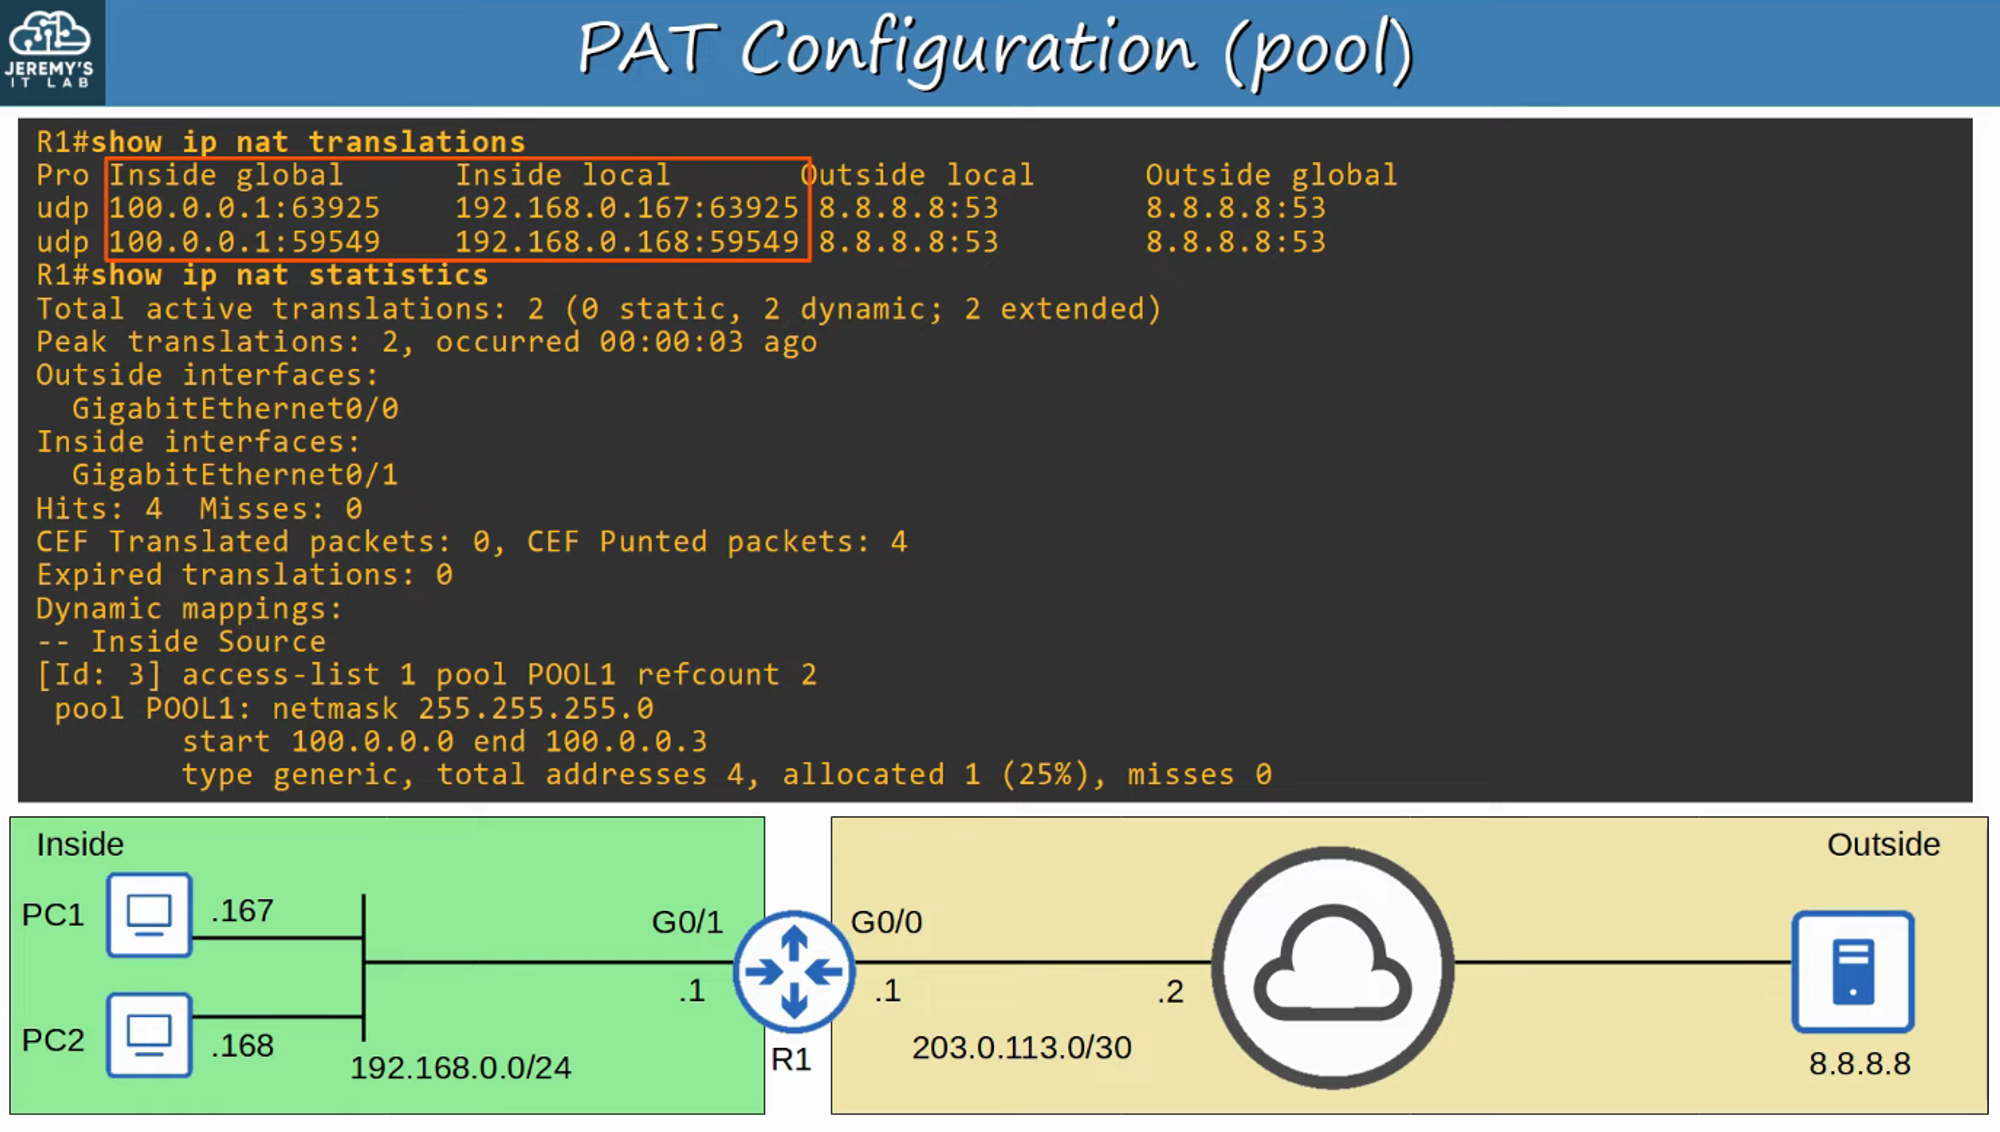 JEREMY'S
IT LAB
PAT Configuration (pool)
R1#show ip nat translations
Pro Inside global Inside local Outside local Outside global
udp 100.0.0.1:63925 192.168.0.167:63925 8.8.8.8:53 8.8.8.8:53
udp 100.0.0.1:59549 192.168.0.168:59549 8.8.8.8:53 8.8.8.8:53
R1#show ip nat statistics
Total active translations: 2 (0 static, 2 dynamic; 2 extended)
Peak translations: 2, occurred 00:00:03 ago
Outside interfaces:
GigabitEthernet0/0
Inside interfaces:
GigabitEthernet0/1
Hits: 4 Misses: 0
CEF Translated packets: 0, CEF Punted packets: 4
Expired translations: 0
Dynamic mappings:
-- Inside Source
[Id: 3] access-list 1 pool POOL1 refcount 2
pool POOL1: netmask 255.255.255.0
start 100.0.0.0 end 100.0.0.3
type generic, total addresses 4, allocated 1 (25%), misses 0
Inside
PC1
.167
PC2
.168
192.168.0.0/24
G0/1
.1
R1
G0/0
.1
.2
203.0.113.0/30
Outside
8.8.8.8